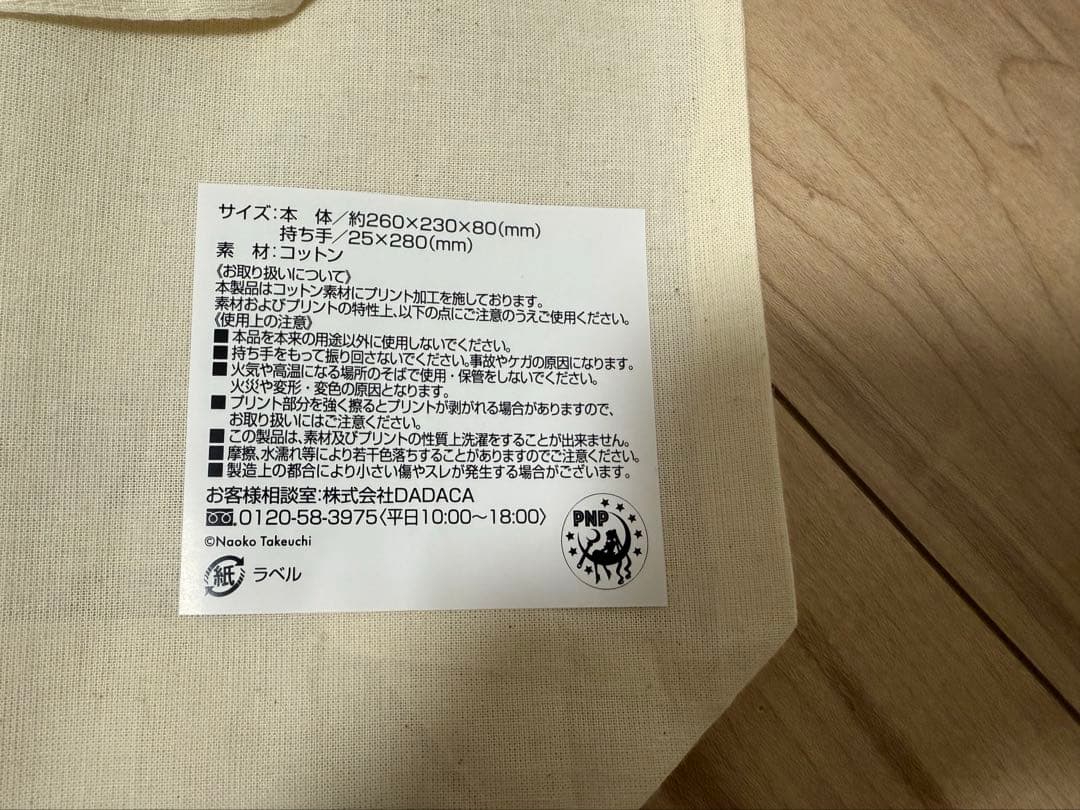 サイズ:本 体／約260×230×80(mm)
持ち手／25×280(mm)
素 材:コットン
《お取り扱いについて》
本製品はコットン素材にプリント加工を施しております。
素材およびプリントの特性上、以下の点にご注意のうえご使用ください。
《使用上の注意》
■本品を本来の用途以外に使用しないでください。
■持ち手をもって振り回さないでください。事故やケガの原因になります。
■火気や高温になる場所のそばで使用・保管をしないでください。
火災や変形・変色の原因となります。
■プリント部分を強く擦るとプリントが剥がれる場合がありますので、
お取り扱いにはご注意ください。
■この製品は、素材及びプリントの性質上洗濯をすることが出来ません。
■摩擦、水濡れ等により若干色落ちすることがありますのでご注意ください。
■製造上の都合により小さい傷やスレが発生する場合がございます。
お客様相談室:株式会社DADACA
0120-58-3975〈平日10:00〜18:00〉
©Naoko Takeuchi
紙 ラベル
PNP